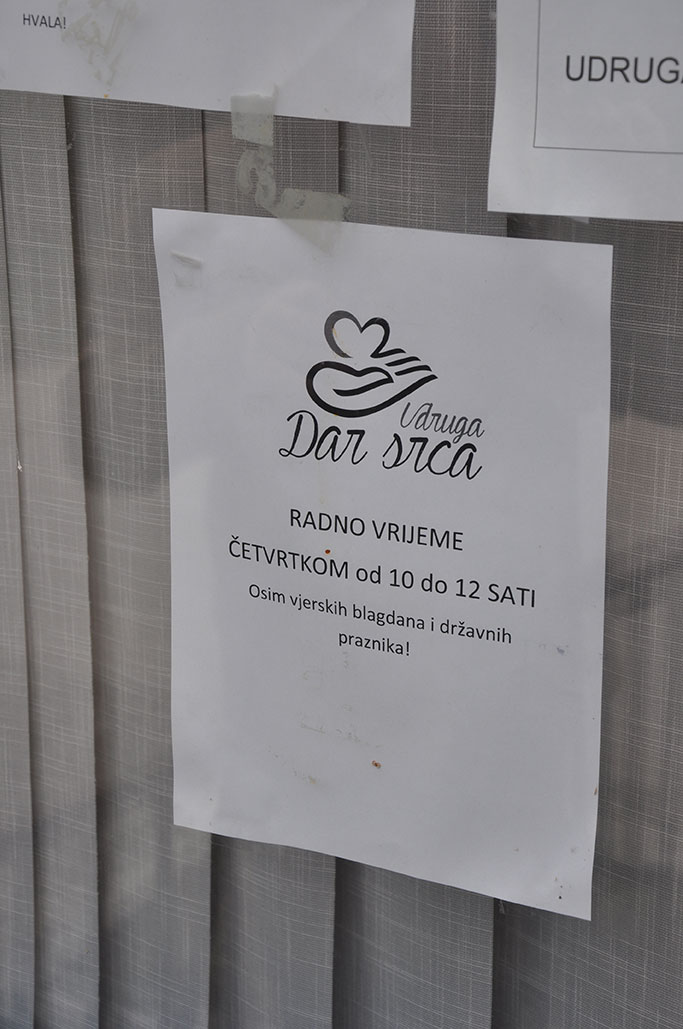 HVALA!
UDRUGA
Udruga
Dar srca
RADNO VRIJEME
ČETVRTKOM od 10 do 12 SATI
Osim vjerskih blagdana i državnih
praznika!